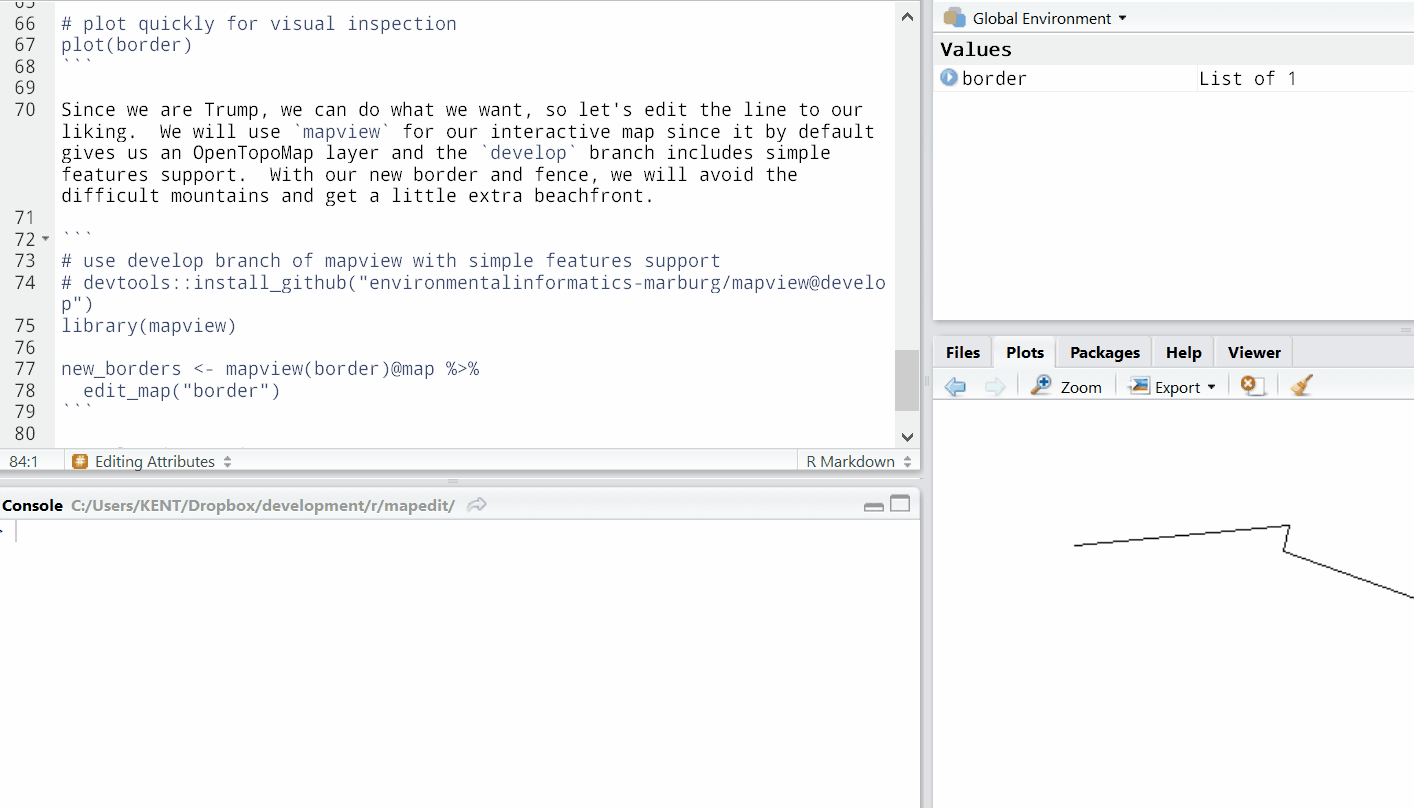 65
66 # plot quickly for visual inspection
67 plot(border)
68 ```
69
70 Since we are Trump, we can do what we want, so let's edit the line to our
liking.  We will use `mapview` for our interactive map since it by default
gives us an OpenTopoMap layer and the `develop` branch includes simple
features support.  With our new border and fence, we will avoid the
difficult mountains and get a little extra beachfront.
71
72 ```
73 # use develop branch of mapview with simple features support
74 # devtools::install_github("environmentalinformatics-marburg/mapview@develo
p")
75 library(mapview)
76
77 new_borders <- mapview(border)@map %>%
78   edit_map("border")
79 ```
80
84:1 Editing Attributes R Markdown
Console C:/Users/KENT/Dropbox/development/r/mapedit/
>
Global Environment
Values
border List of 1
Files Plots Packages Help Viewer
Zoom Export